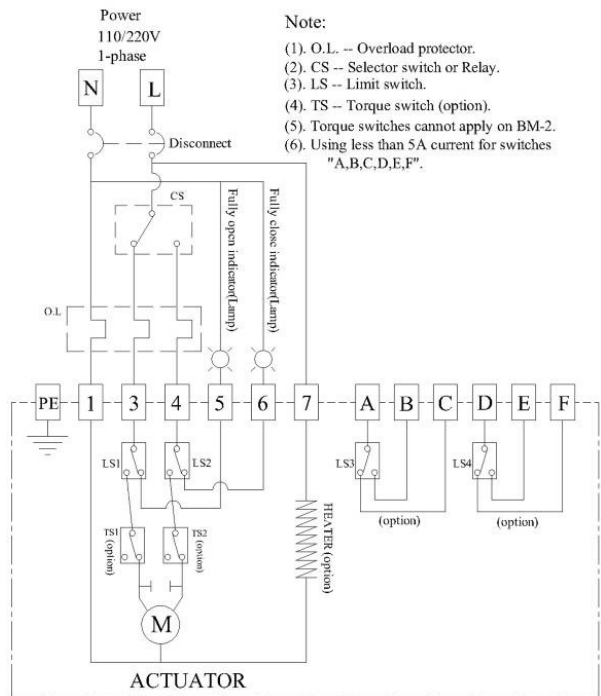 Power
110/220V
1-phase
N L
Disconnect
CS
Fully open indicator(Lamp)
Fully close indicator(Lamp)
O.L
Note:
(1). O.L. -- Overload protector.
(2). CS -- Selector switch or Relay.
(3). LS -- Limit switch.
(4). TS -- Torque switch (option).
(5). Torque switches cannot apply on BM-2.
(6). Using less than 5A current for switches
"A,B,C,D,E,F".
PE 1 3 4 5 6 7 A B C D E F
LS1
LS2
LS3
LS4
(option)
(option)
TS1
(option)
TS2
(option)
HEATER
(option)
M
ACTUATOR